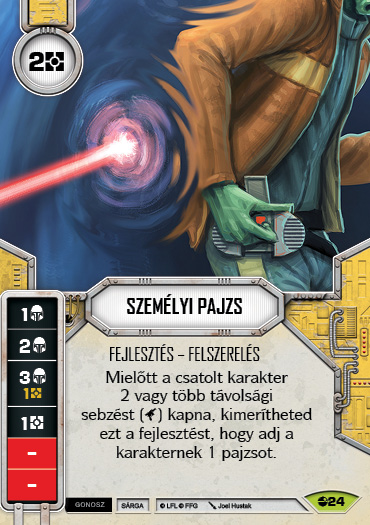 2
SZEMÉLYI PAJZS
FEJLESZTÉS – FELSZERELÉS
Mielőtt a csatolt karakter
2 vagy több távolsági
sebzést ( ) kapna, kimerítheted
ezt a fejlesztést, hogy adj a
karakternek 1 pajzsot.
1
2
3
1
1
–
–
GONOSZ
SÁRGA
© LFL © FFG
Joel Hustak
24